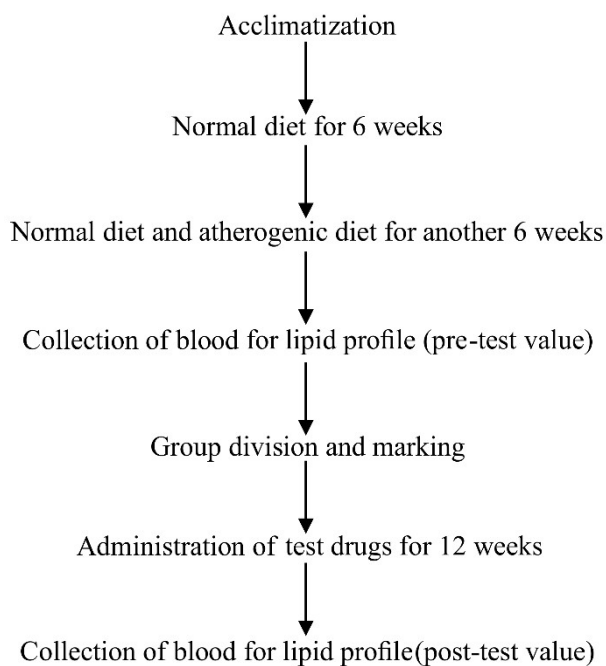 Acclimatization
Normal diet for 6 weeks
Normal diet and atherogenic diet for another 6 weeks
Collection of blood for lipid profile (pre-test value)
Group division and marking
Administration of test drugs for 12 weeks
Collection of blood for lipid profile(post-test value)